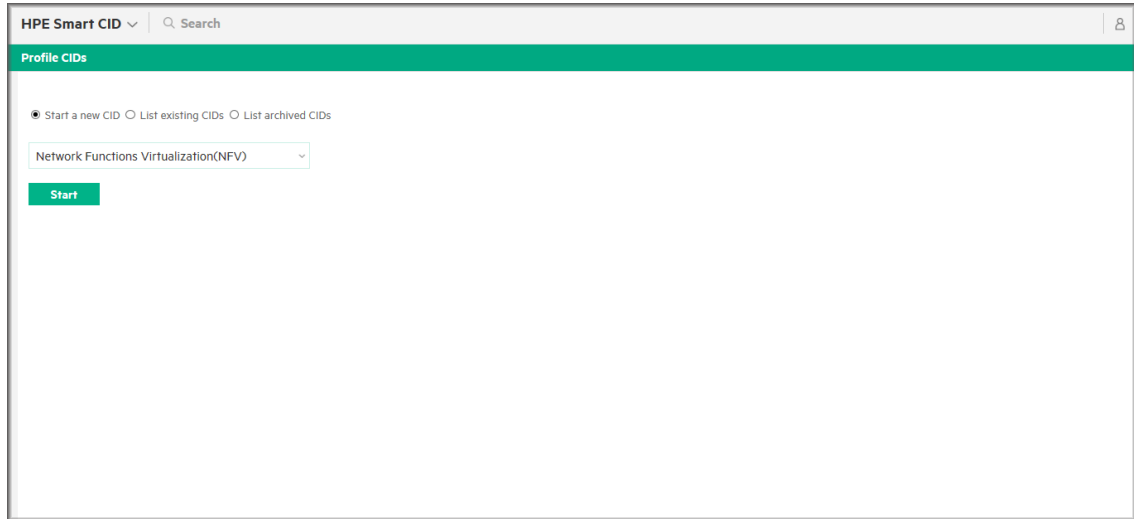 HPE Smart CID Search
Profile CIDs
Start a new CID List existing CIDs List archived CIDs
Network Functions Virtualization(NFV)
Start